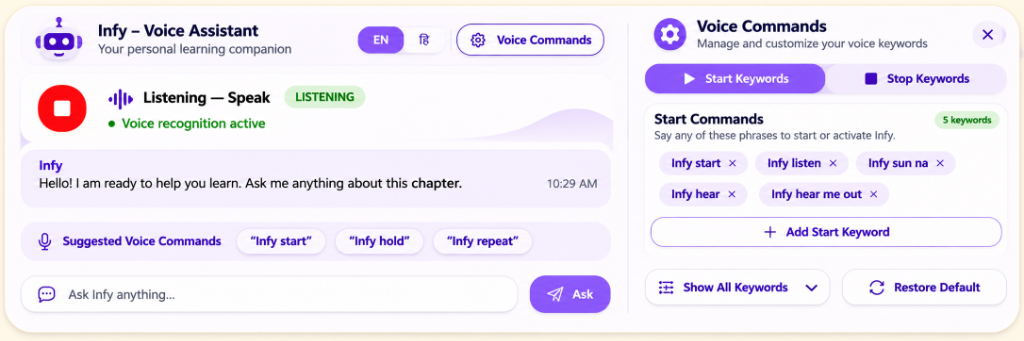 Infy – Voice Assistant
Your personal learning companion
EN हिं
Voice Commands
Listening — Speak LISTENING
Voice recognition active
Infy
Hello! I am ready to help you learn. Ask me anything about this chapter. 10:29 AM
Suggested Voice Commands "Infy start" "Infy hold" "Infy repeat"
Ask Infy anything... Ask
Voice Commands
Manage and customize your voice keywords
Start Keywords Stop Keywords
Start Commands 5 keywords
Say any of these phrases to start or activate Infy.
Infy start × Infy listen × Infy sun na ×
Infy hear × Infy hear me out ×
+ Add Start Keyword
Show All Keywords Restore Default